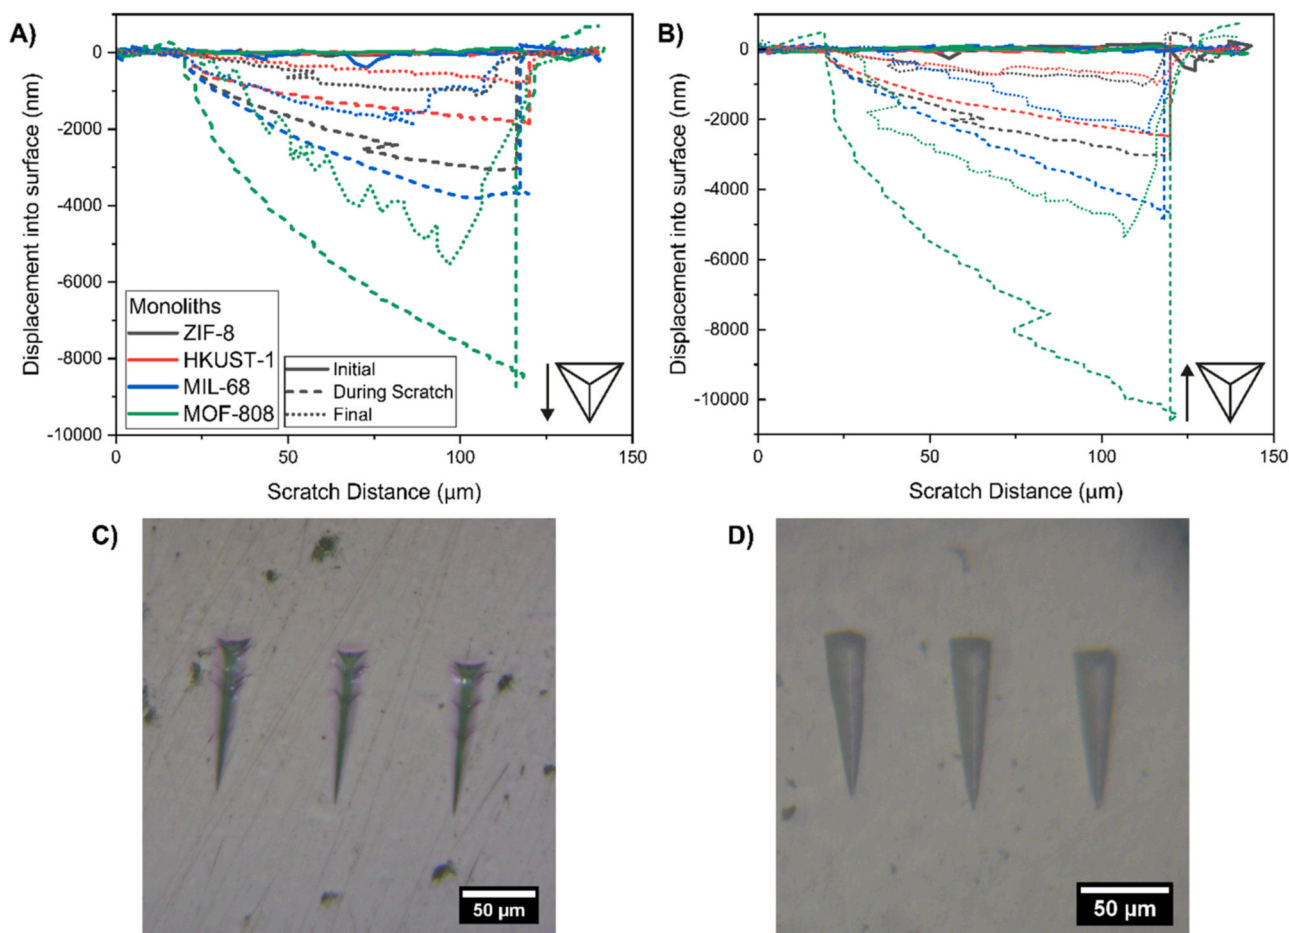 A)
Displacement into surface (nm)
0
-2000
-4000
-6000
-8000
-10000
0
50
100
150
Scratch Distance (µm)
Monoliths
ZIF-8
HKUST-1
MIL-68
MOF-808
Initial
During Scratch
Final
B)
Displacement into surface (nm)
0
-2000
-4000
-6000
-8000
-10000
0
50
100
150
Scratch Distance (µm)
C)
50 µm
D)
50 µm